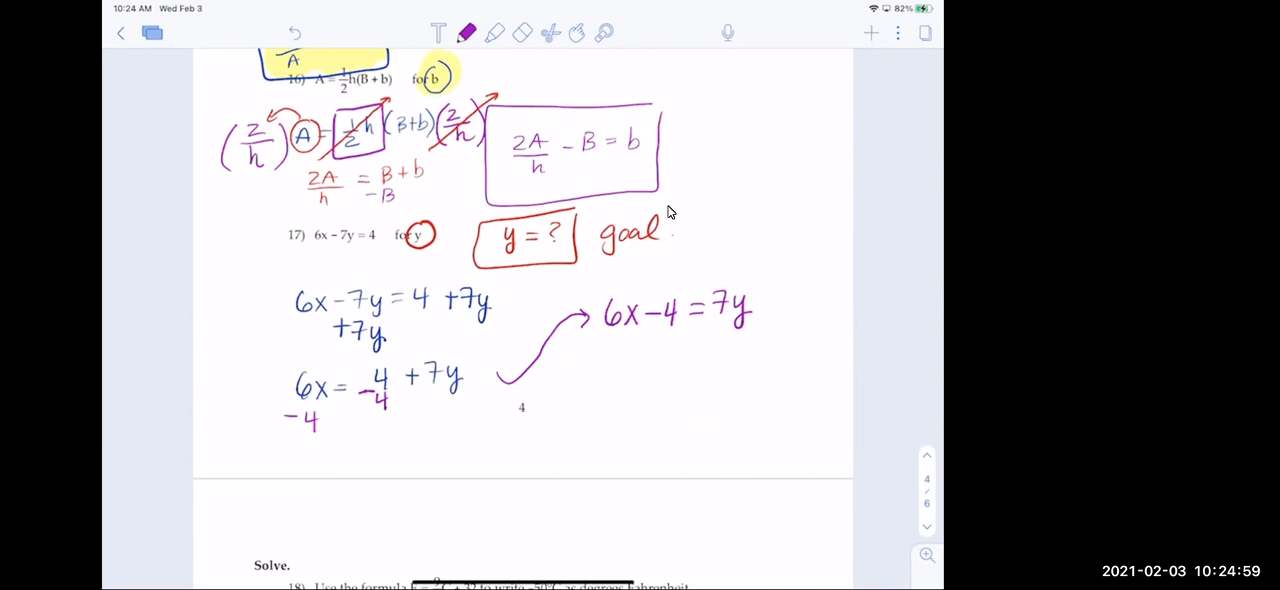 10:24 AM Wed Feb 3
82%
A
16) A = 1/2 h(B + b) for b
(2/h) A = 1/2 h (B+b) (2/h)
2A/h = B + b
-B
2A/h - B = b
17) 6x – 7y = 4 for y
y = ? goal
6x - 7y = 4 + 7y
+7y
6x = 4 + 7y
-4 -4
6x - 4 = 7y
4
4
6
Solve.
2021-02-03 10:24:59